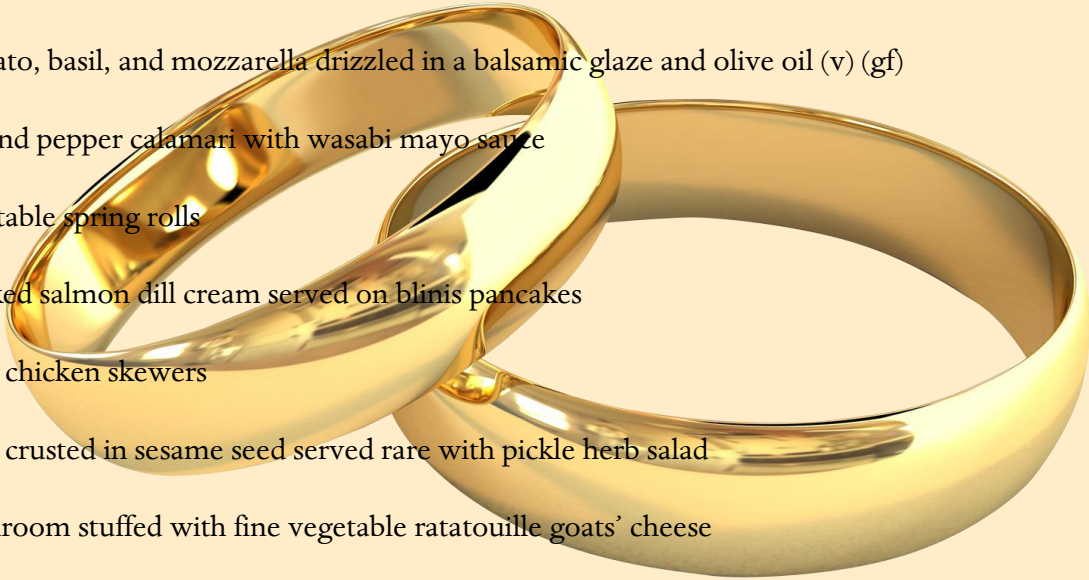 ato, basil, and mozzarella drizzled in a balsamic glaze and olive oil (v) (gf)
nd pepper calamari with wasabi mayo sauce
table spring rolls
ked salmon dill cream served on blinis pancakes
chicken skewers
crusted in sesame seed served rare with pickle herb salad
room stuffed with fine vegetable ratatouille goats’ cheese